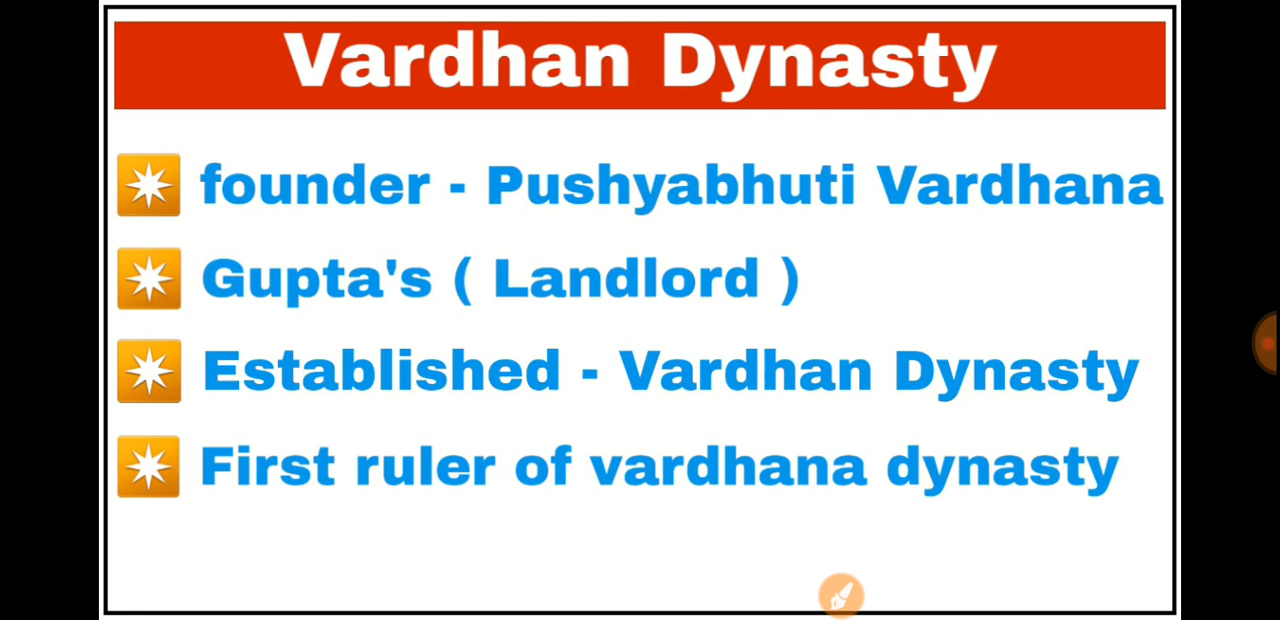 Vardhan Dynasty
founder - Pushyabhuti Vardhana
Gupta's ( Landlord )
Established - Vardhan Dynasty
First ruler of vardhana dynasty